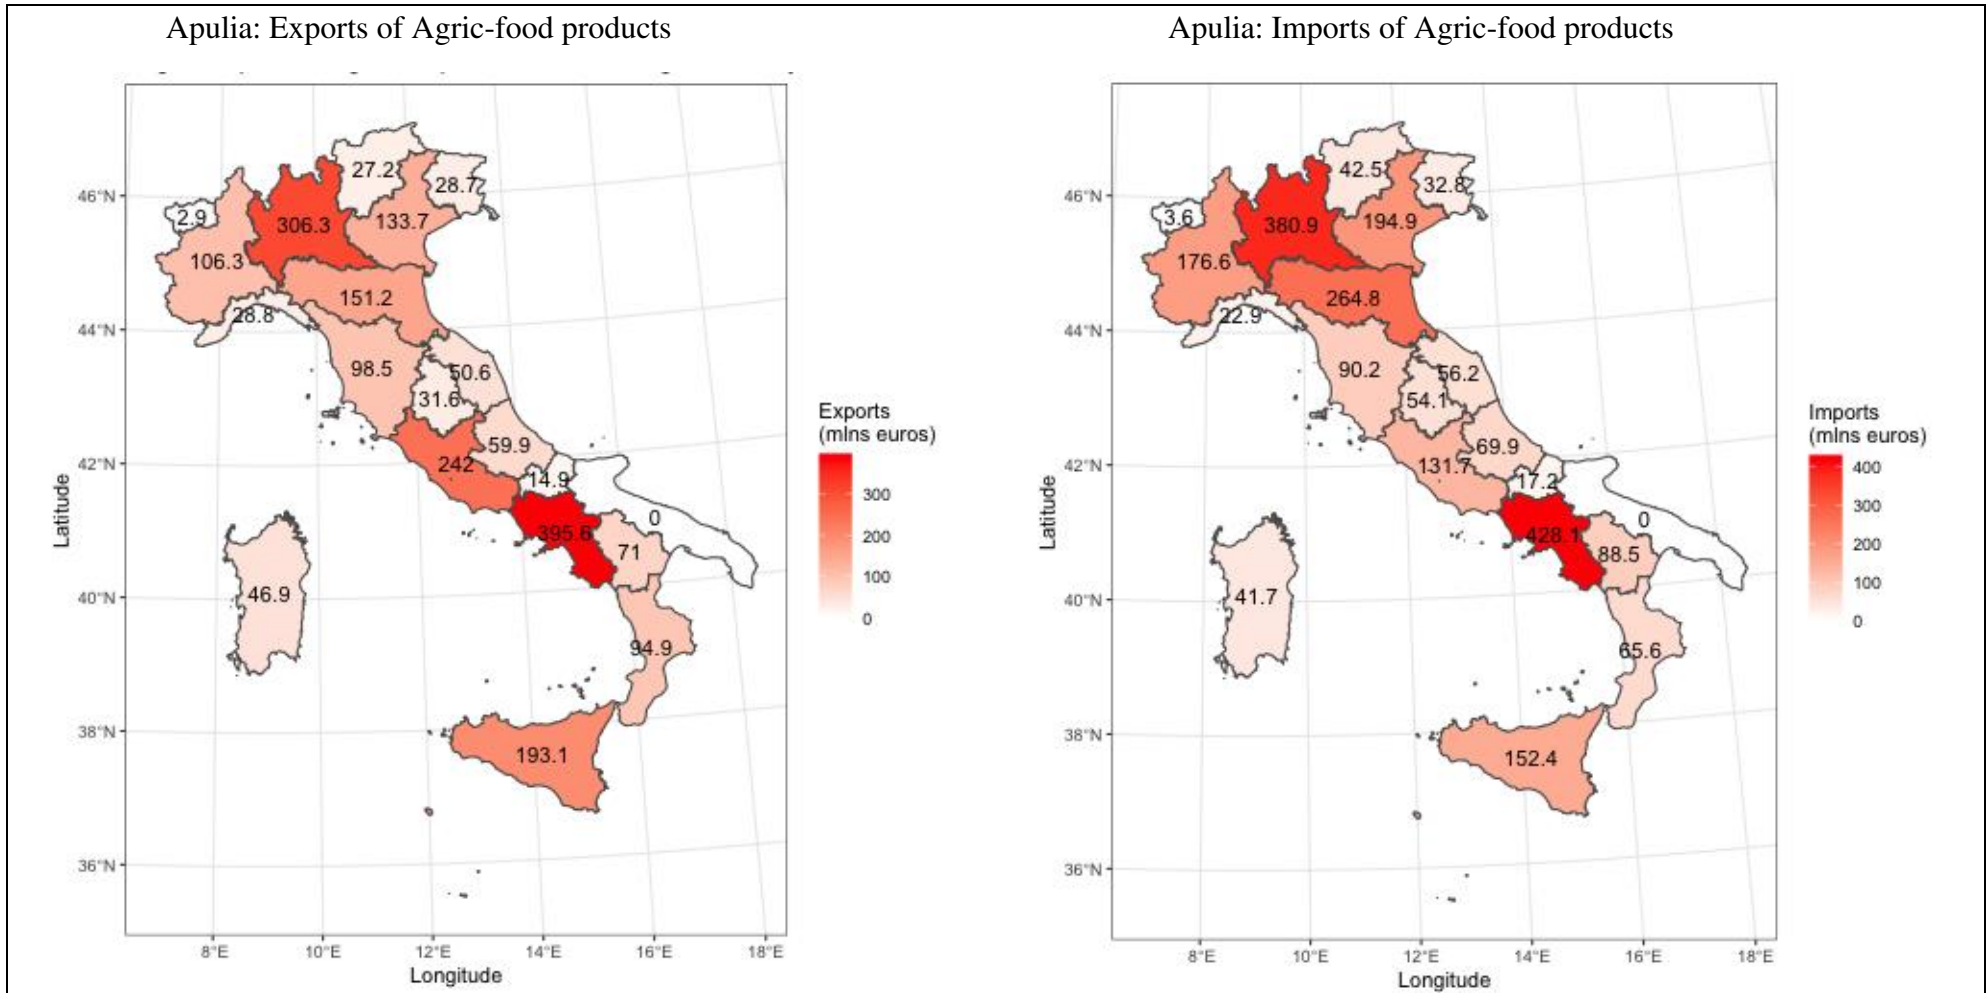 Apulia: Exports of Agric-food products
Apulia: Imports of Agric-food products
27.2
28.7
46°N
2.9
306.3
133.7
106.3
151.2
28.8
44°N
98.5
50.6
31.6
Exports
(mlns euros)
59.9
242
42°N
14.9
300
0
395.6
200
71
100
46.9
40°N
0
94.9
38°N
193.1
36°N
Latitude
8°E 10°E 12°E 14°E 16°E 18°E
Longitude
42.5
32.8
46°N
3.6
380.9
194.9
176.6
264.8
22.9
44°N
90.2
56.2
54.1
Imports
(mlns euros)
69.9
131.7
42°N
400
17.2
300
0
428.1
200
88.5
100
41.7
40°N
0
65.6
38°N
152.4
36°N
Latitude
8°E 10°E 12°E 14°E 16°E 18°E
Longitude